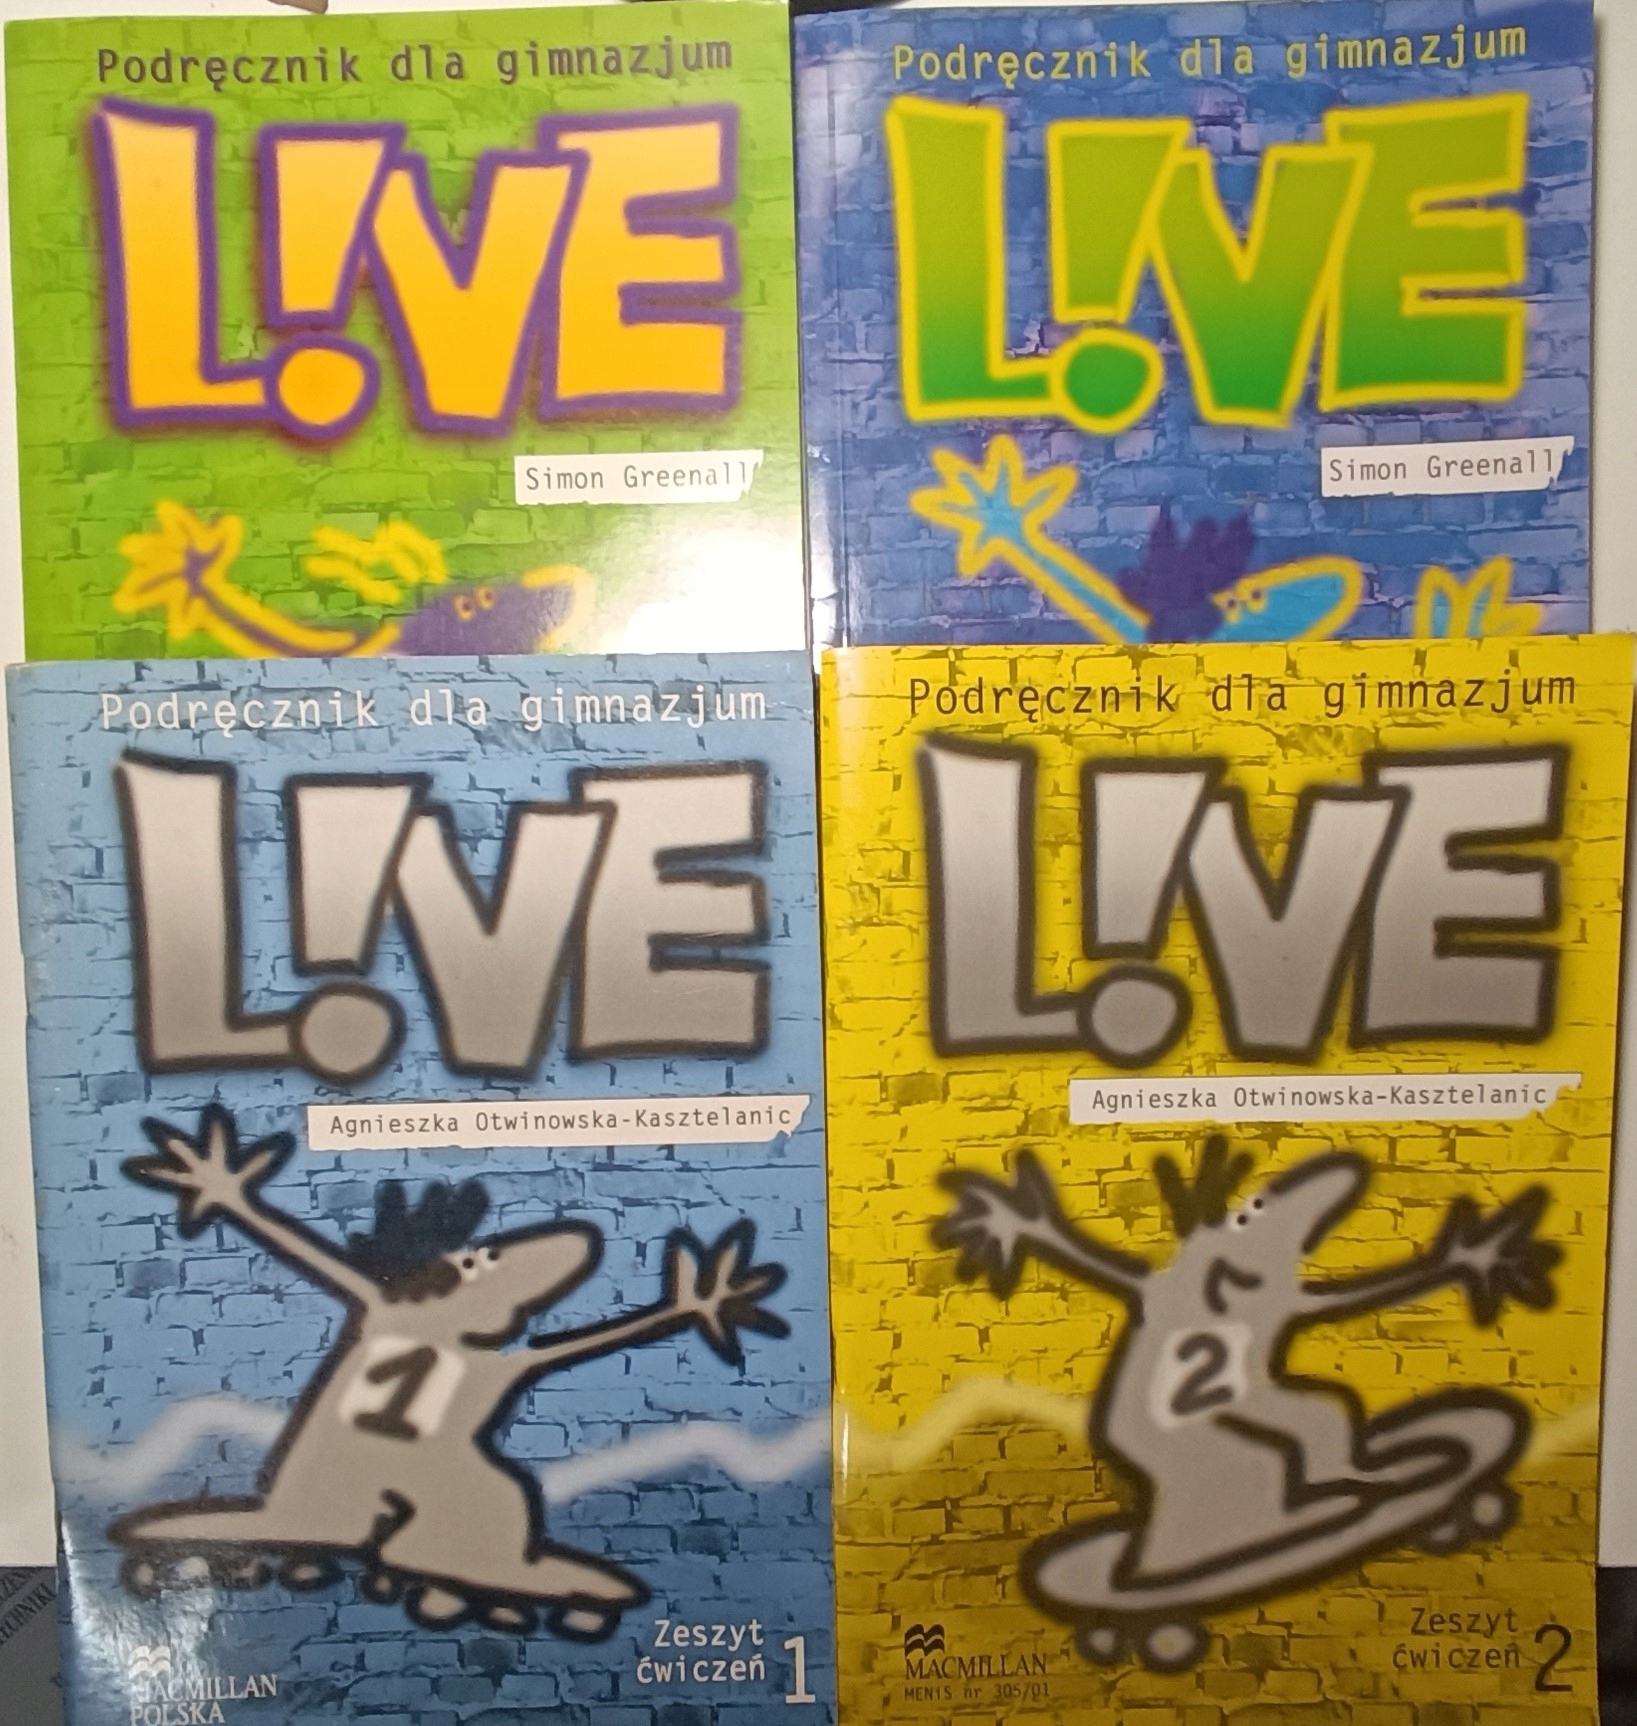 Podręcznik dla gimnazjum
L!VE
Simon Greenall
Podręcznik dla gimnazjum
L!VE
Simon Greenall
Podręcznik dla gimnazjum
L!VE
Agnieszka Otwinowska-Kasztelanic
1
Zeszyt
ćwiczeń 1
MACMILLAN
POLSKA
Podręcznik dla gimnazjum
L!VE
Agnieszka Otwinowska-Kasztelanic
2
Zeszyt
ćwiczeń 2
MACMILLAN
MENiS nr 305/01